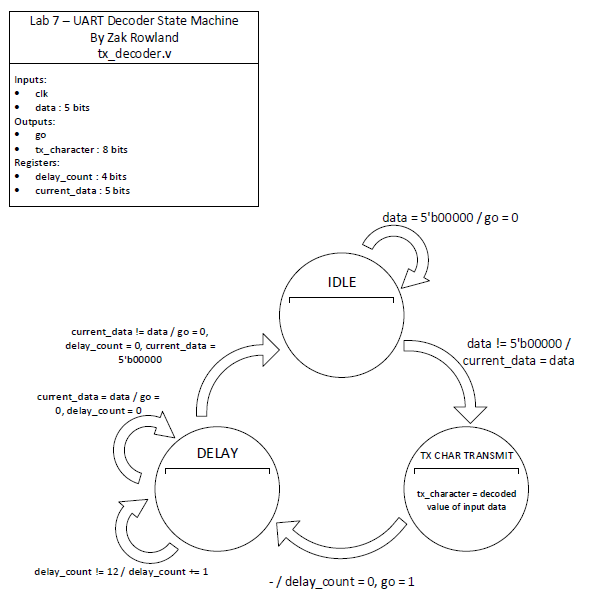 Lab 7 – UART Decoder State Machine
By Zak Rowland
tx_decoder.v
Inputs:
• clk
• data : 5 bits
Outputs:
• go
• tx_character : 8 bits
Registers:
• delay_count : 4 bits
• current_data : 5 bits
data = 5'b00000 / go = 0
IDLE
current_data != data / go = 0,
delay_count = 0, current_data =
5'b00000
data != 5'b00000 /
current_data = data
current_data = data / go =
0, delay_count = 0
DELAY
TX CHAR TRANSMIT
tx_character = decoded
value of input data
delay_count != 12 / delay_count += 1
- / delay_count = 0, go = 1